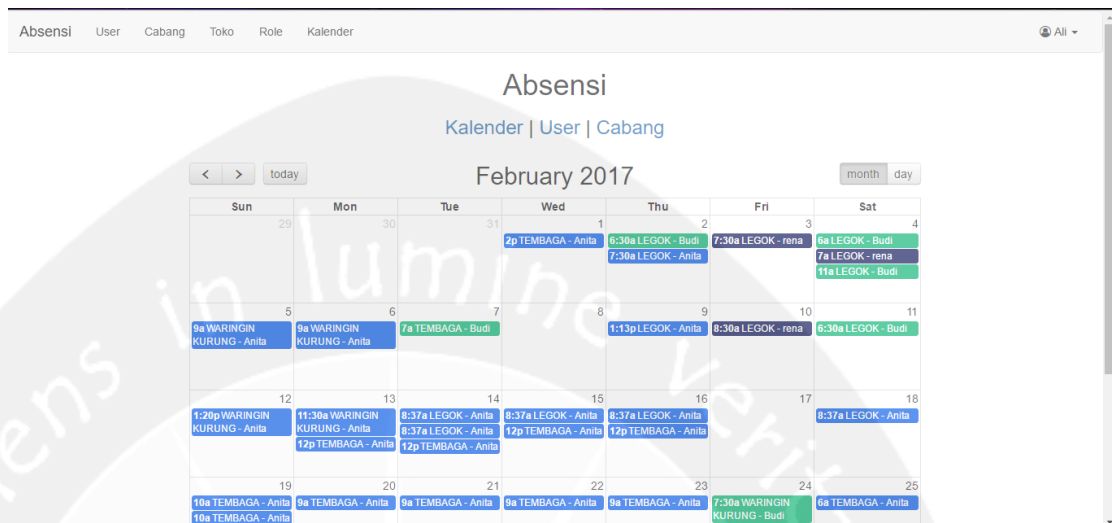 Absensi User Cabang Toko Role Kalender Ali
Absensi
Kalender | User | Cabang
< > today February 2017 month day
Sun Mon Tue Wed Thu Fri Sat
29 30 31 1 2 3 4
2p TEMBAGA - Anita 6:30a LEGOK - Budi 7:30a LEGOK - rena 6a LEGOK - Budi
7:30a LEGOK - Anita 7a LEGOK - rena
11a LEGOK - Budi
5 6 7 8 9 10 11
9a WARINGIN 9a WARINGIN 7a TEMBAGA - Budi 1:13p LEGOK - Anita 8:30a LEGOK - rena 6:30a LEGOK - Budi
KURUNG - Anita KURUNG - Anita
12 13 14 15 16 17 18
1:20p WARINGIN 11:30a WARINGIN 8:37a LEGOK - Anita 8:37a LEGOK - Anita 8:37a LEGOK - Anita 8:37a LEGOK - Anita
KURUNG - Anita KURUNG - Anita 8:37a LEGOK - Anita 12p TEMBAGA - Anita 12p TEMBAGA - Anita
12p TEMBAGA - Anita 12p TEMBAGA - Anita
19 20 21 22 23 24 25
10a TEMBAGA - Anita 9a TEMBAGA - Anita 9a TEMBAGA - Anita 9a TEMBAGA - Anita 9a TEMBAGA - Anita 7:30a WARINGIN 6a TEMBAGA - Anita
10a TEMBAGA - Anita KURUNG - Budi
in lumine